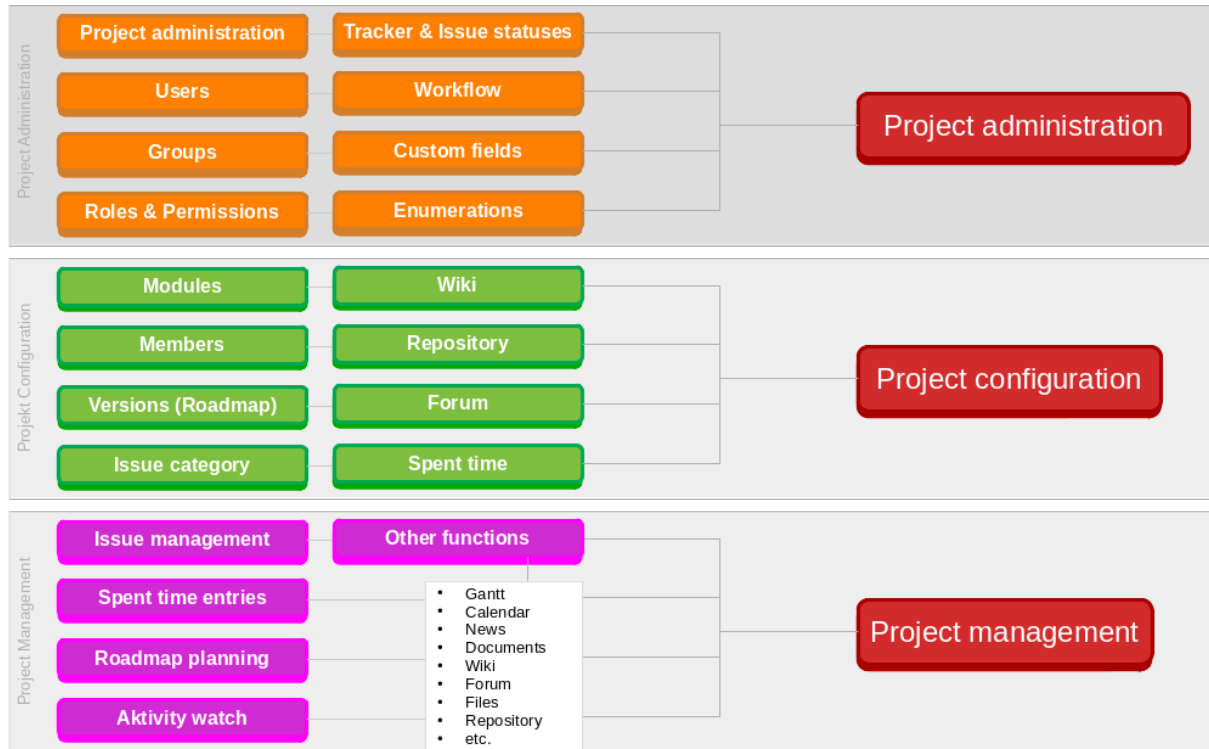 Project Administration
Project administration
Tracker & Issue statuses
Users
Workflow
Groups
Custom fields
Roles & Permissions
Enumerations
Project administration
Projekt Configuration
Modules
Wiki
Members
Repository
Versions (Roadmap)
Forum
Issue category
Spent time
Project configuration
Project Management
Issue management
Other functions
Spent time entries
Roadmap planning
Aktivity watch
• Gantt
• Calendar
• News
• Documents
• Wiki
• Forum
• Files
• Repository
• etc.
Project management